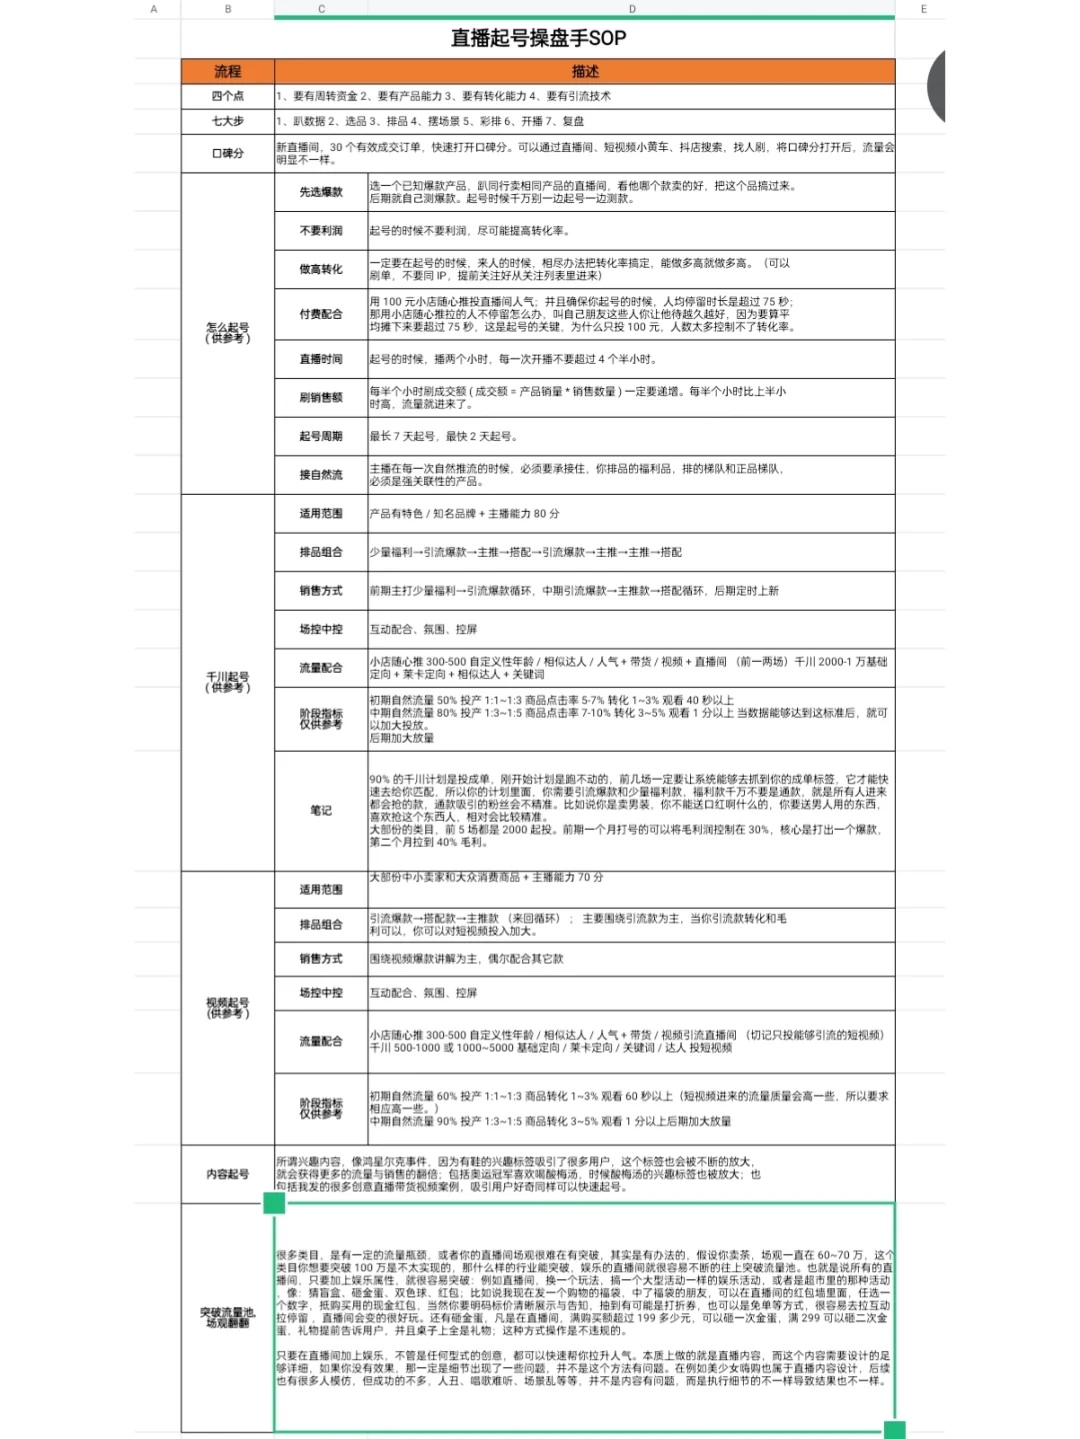 A B C D E
直播起号操盘手SOP
流程 描述
四个点 1、要有周转资金 2、要有产品能力 3、要有转化能力 4、要有引流技术
七大步 1、趴数据 2、选品 3、排品 4、摆场景 5、彩排 6、开播 7、复盘
口碑分 新直播间，30 个有效成交订单，快速打开口碑分。可以通过直播间、短视频小黄车、抖店搜索，找人刷，将口碑分打开后，流量会
明显不一样。
怎么起号
( 供参考 )
先选爆款 选一个已知爆款产品，趴同行卖相同产品的直播间，看他哪个款卖的好，把这个品搞过来。
后期就自己测爆款。起号时候千万别一边起号一边测款。
不要利润 起号的时候不要利润，尽可能提高转化率。
做高转化 一定要在起号的时候，来人的时候，相尽办法把转化率搞定，能做多高就做多高。（可以
刷单，不要同 IP，提前关注好从关注列表里进来）
付费配合 用 100 元小店随心推投直播间人气；并且确保你起号的时候，人均停留时长是超过 75 秒；
那用小店随心推拉的人不停留怎么办，叫自己朋友这些人你让他待越久越好，因为要算平
均摊下来要超过 75 秒，这是起号的关键，为什么只投 100 元，人数太多控制不了转化率。
直播时间 起号的时候，播两个小时，每一次开播不要超过 4 个半小时。
刷销售额 每半个小时刷成交额 ( 成交额 = 产品销量 * 销售数量 ) 一定要递增。每半个小时比上半小
时高，流量就进来了。
起号周期 最长 7 天起号，最快 2 天起号。
接自然流 主播在每一次自然推流的时候，必须要承接住，你排品的福利品，排的梯队和正品梯队，
必须是强关联性的产品。
千川起号
( 供参考 )
适用范围 产品有特色 / 知名品牌 + 主播能力 80 分
排品组合 少量福利→引流爆款→主推→搭配→引流爆款→主推→主推→搭配
销售方式 前期主打少量福利→引流爆款循环，中期引流爆款→主推款→搭配循环，后期定时上新
场控中控 互动配合、氛围、控屏
流量配合 小店随心推 300-500 自定义性年龄 / 相似达人 / 人气 + 带货 / 视频 + 直播间 （前一两场）千川 2000-1 万基础
定向 + 莱卡定向 + 相似达人 + 关键词
阶段指标
仅供参考
初期自然流量 50% 投产 1:1~1:3 商品点击率 5-7% 转化 1~3% 观看 40 秒以上
中期自然流量 80% 投产 1:3~1:5 商品点击率 7-10% 转化 3~5% 观看 1 分以上 当数据能够达到这标准后，就可
以加大投放。
后期加大放量
笔记 90% 的千川计划是投成单，刚开始计划是跑不动的，前几场一定要让系统能够去抓到你的成单标签，它才能快
速去给你匹配，所以你的计划里面，你需要引流爆款和少量福利款，福利款千万不要是通款，就是所有人进来
都会抢的款，通款吸引的粉丝会不精准。比如说你是卖男装，你不能送口红啊什么的，你要送男人用的东西，
喜欢抢这个东西人，相对会比较精准。
大部份的类目，前 5 场都是 2000 起投。前期一个月打号的可以将毛利润控制在 30%，核心是打出一个爆款，
第二个月拉到 40% 毛利。
视频起号
(供参考 )
适用范围 大部份中小卖家和大众消费商品 + 主播能力 70 分
排品组合 引流爆款→搭配款→主推款 （来回循环） ； 主要围绕引流款为主，当你引流款转化和毛
利可以，你可以对短视频投入加大。
销售方式 围绕视频爆款讲解为主，偶尔配合其它款
场控中控 互动配合、氛围、控屏
流量配合 小店随心推 300-500 自定义性年龄 / 相似达人 / 人气 + 带货 / 视频引流直播间 （切记只投能够引流的短视频）
千川 500-1000 或 1000~5000 基础定向 / 莱卡定向 / 关键词 / 达人 投短视频
阶段指标
仅供参考
初期自然流量 60% 投产 1:1~1:3 商品转化 1~3% 观看 60 秒以上（短视频进来的流量质量会高一些，所以要求
相应高一些。）
中期自然流量 90% 投产 1:3~1:5 商品转化 3~5% 观看 1 分以上后期加大放量
内容起号 所谓兴趣内容，像鸿星尔克事件，因为有鞋的兴趣标签吸引了很多用户，这个标签也会被不断的放大，
就会获得更多的流量与销售的翻倍；包括奥运冠军喜欢喝酸梅汤，时候酸梅汤的兴趣标签也被放大；也
包括我发的很多创意直播带货视频案例，吸引用户好奇同样可以快速起号。
突破流量池,
场观翻翻
很多类目，是有一定的流量瓶颈，或者你的直播间场观很难在有突破，其实是有办法的，假设你卖茶，场观一直在 60~70 万，这个
类目你想要突破 100 万是不太实现的，那什么样的行业能突破，娱乐的直播间就很容易不断的往上突破流量池。也就是说所有的直
播间，只要加上娱乐属性，就很容易突破：例如直播间，换一个玩法，搞一个大型活动一样的娱乐活动，或者是超市里的那种活动
，像：猜盲盒、砸金蛋、双色球、红包；比如说我现在发一个购物的福袋，中了福袋的朋友，可以在直播间的红包墙里面，任选一
个数字，抵购买用的现金红包，当然你要明码标价清晰展示与告知，抽到有可能是打折券，也可以是免单等方式，很容易去拉互动
拉停留 ，直播间会变的很好玩。还有砸金蛋，凡是在直播间，满购买额超过 199 多少元，可以砸一次金蛋，满 299 可以砸二次金
蛋，礼物提前告诉用户，并且桌子上全是礼物；这种方式操作是不违规的。
只要在直播间加上娱乐，不管是任何型式的创意，都可以快速帮你拉升人气。本质上做的就是直播内容，而这个内容需要设计的足
够详细，如果你没有效果，那一定是细节出现了一些问题，并不是这个方法有问题。在例如美少女嗨购也属于直播内容设计，后续
也有很多人模仿，但成功的不多，人丑、唱歌难听、场景乱等等，并不是内容有问题，而是执行细节的不一样导致结果也不一样。